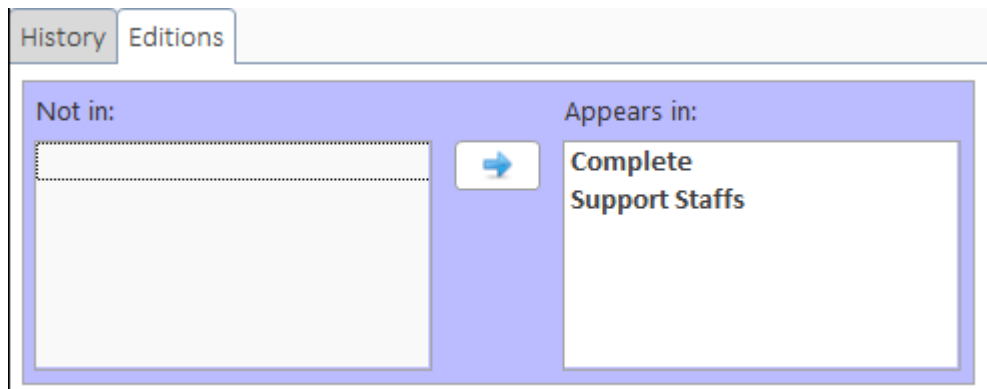 History
Editions
Not in:
Appears in:
Complete
Support Staffs